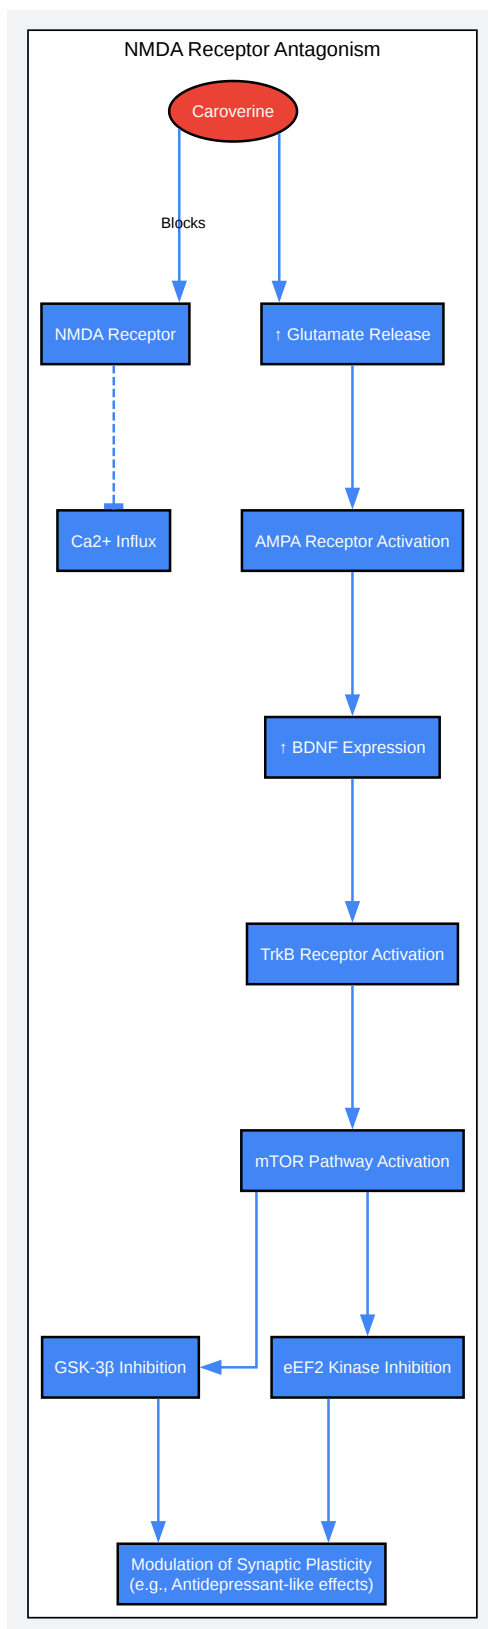 NMDA Receptor Antagonism
Caroverine
Blocks
NMDA Receptor
↑ Glutamate Release
Ca2+ Influx
AMPA Receptor Activation
↑ BDNF Expression
TrkB Receptor Activation
mTOR Pathway Activation
GSK-3β Inhibition
eEF2 Kinase Inhibition
Modulation of Synaptic Plasticity
(e.g., Antidepressant-like effects)